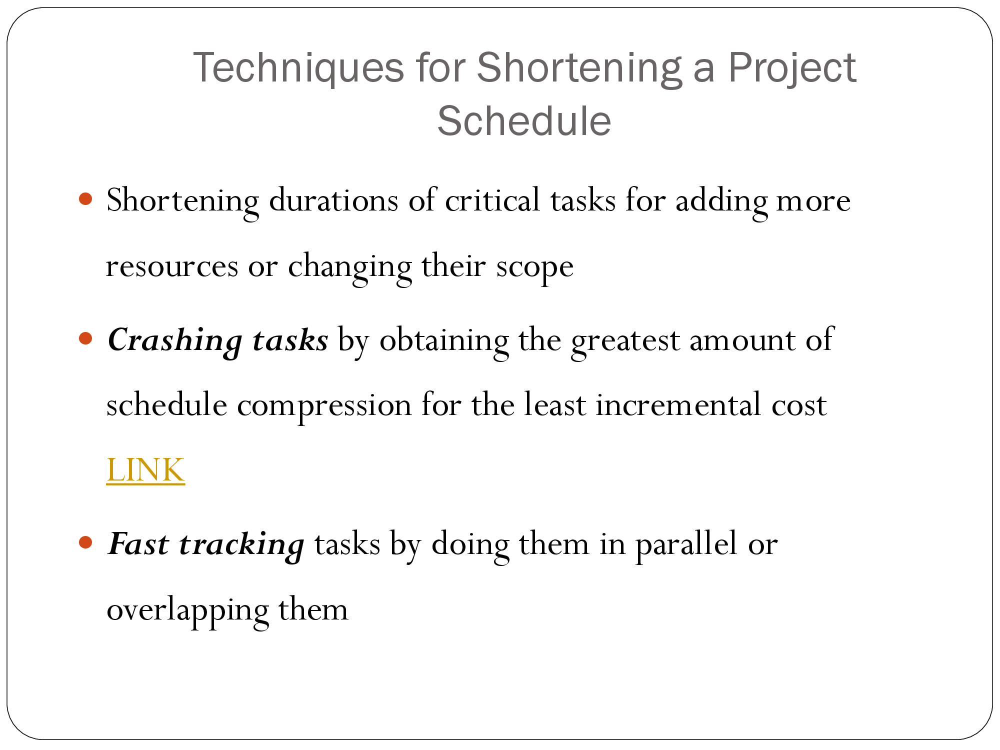 Techniques for Shortening a Project
Schedule
• Shortening durations of critical tasks for adding more
resources or changing their scope
• Crashing tasks by obtaining the greatest amount of
schedule compression for the least incremental cost
LINK
• Fast tracking tasks by doing them in parallel or
overlapping them